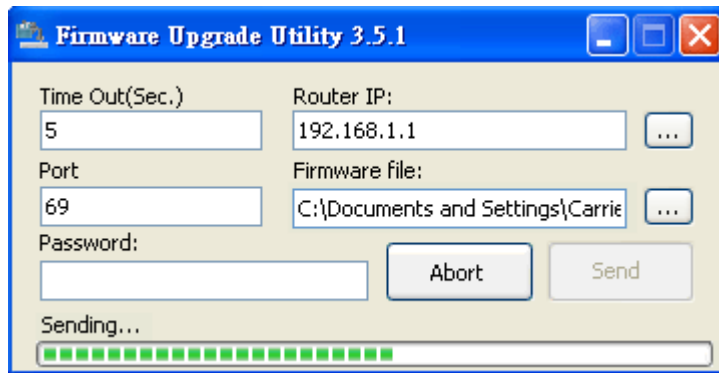 Firmware Upgrade Utility 3.5.1
Time Out(Sec.) Router IP:
5 192.168.1.1 ...
Port Firmware file:
69 C:\Documents and Settings\Carrie ...
Password:
Abort Send
Sending...